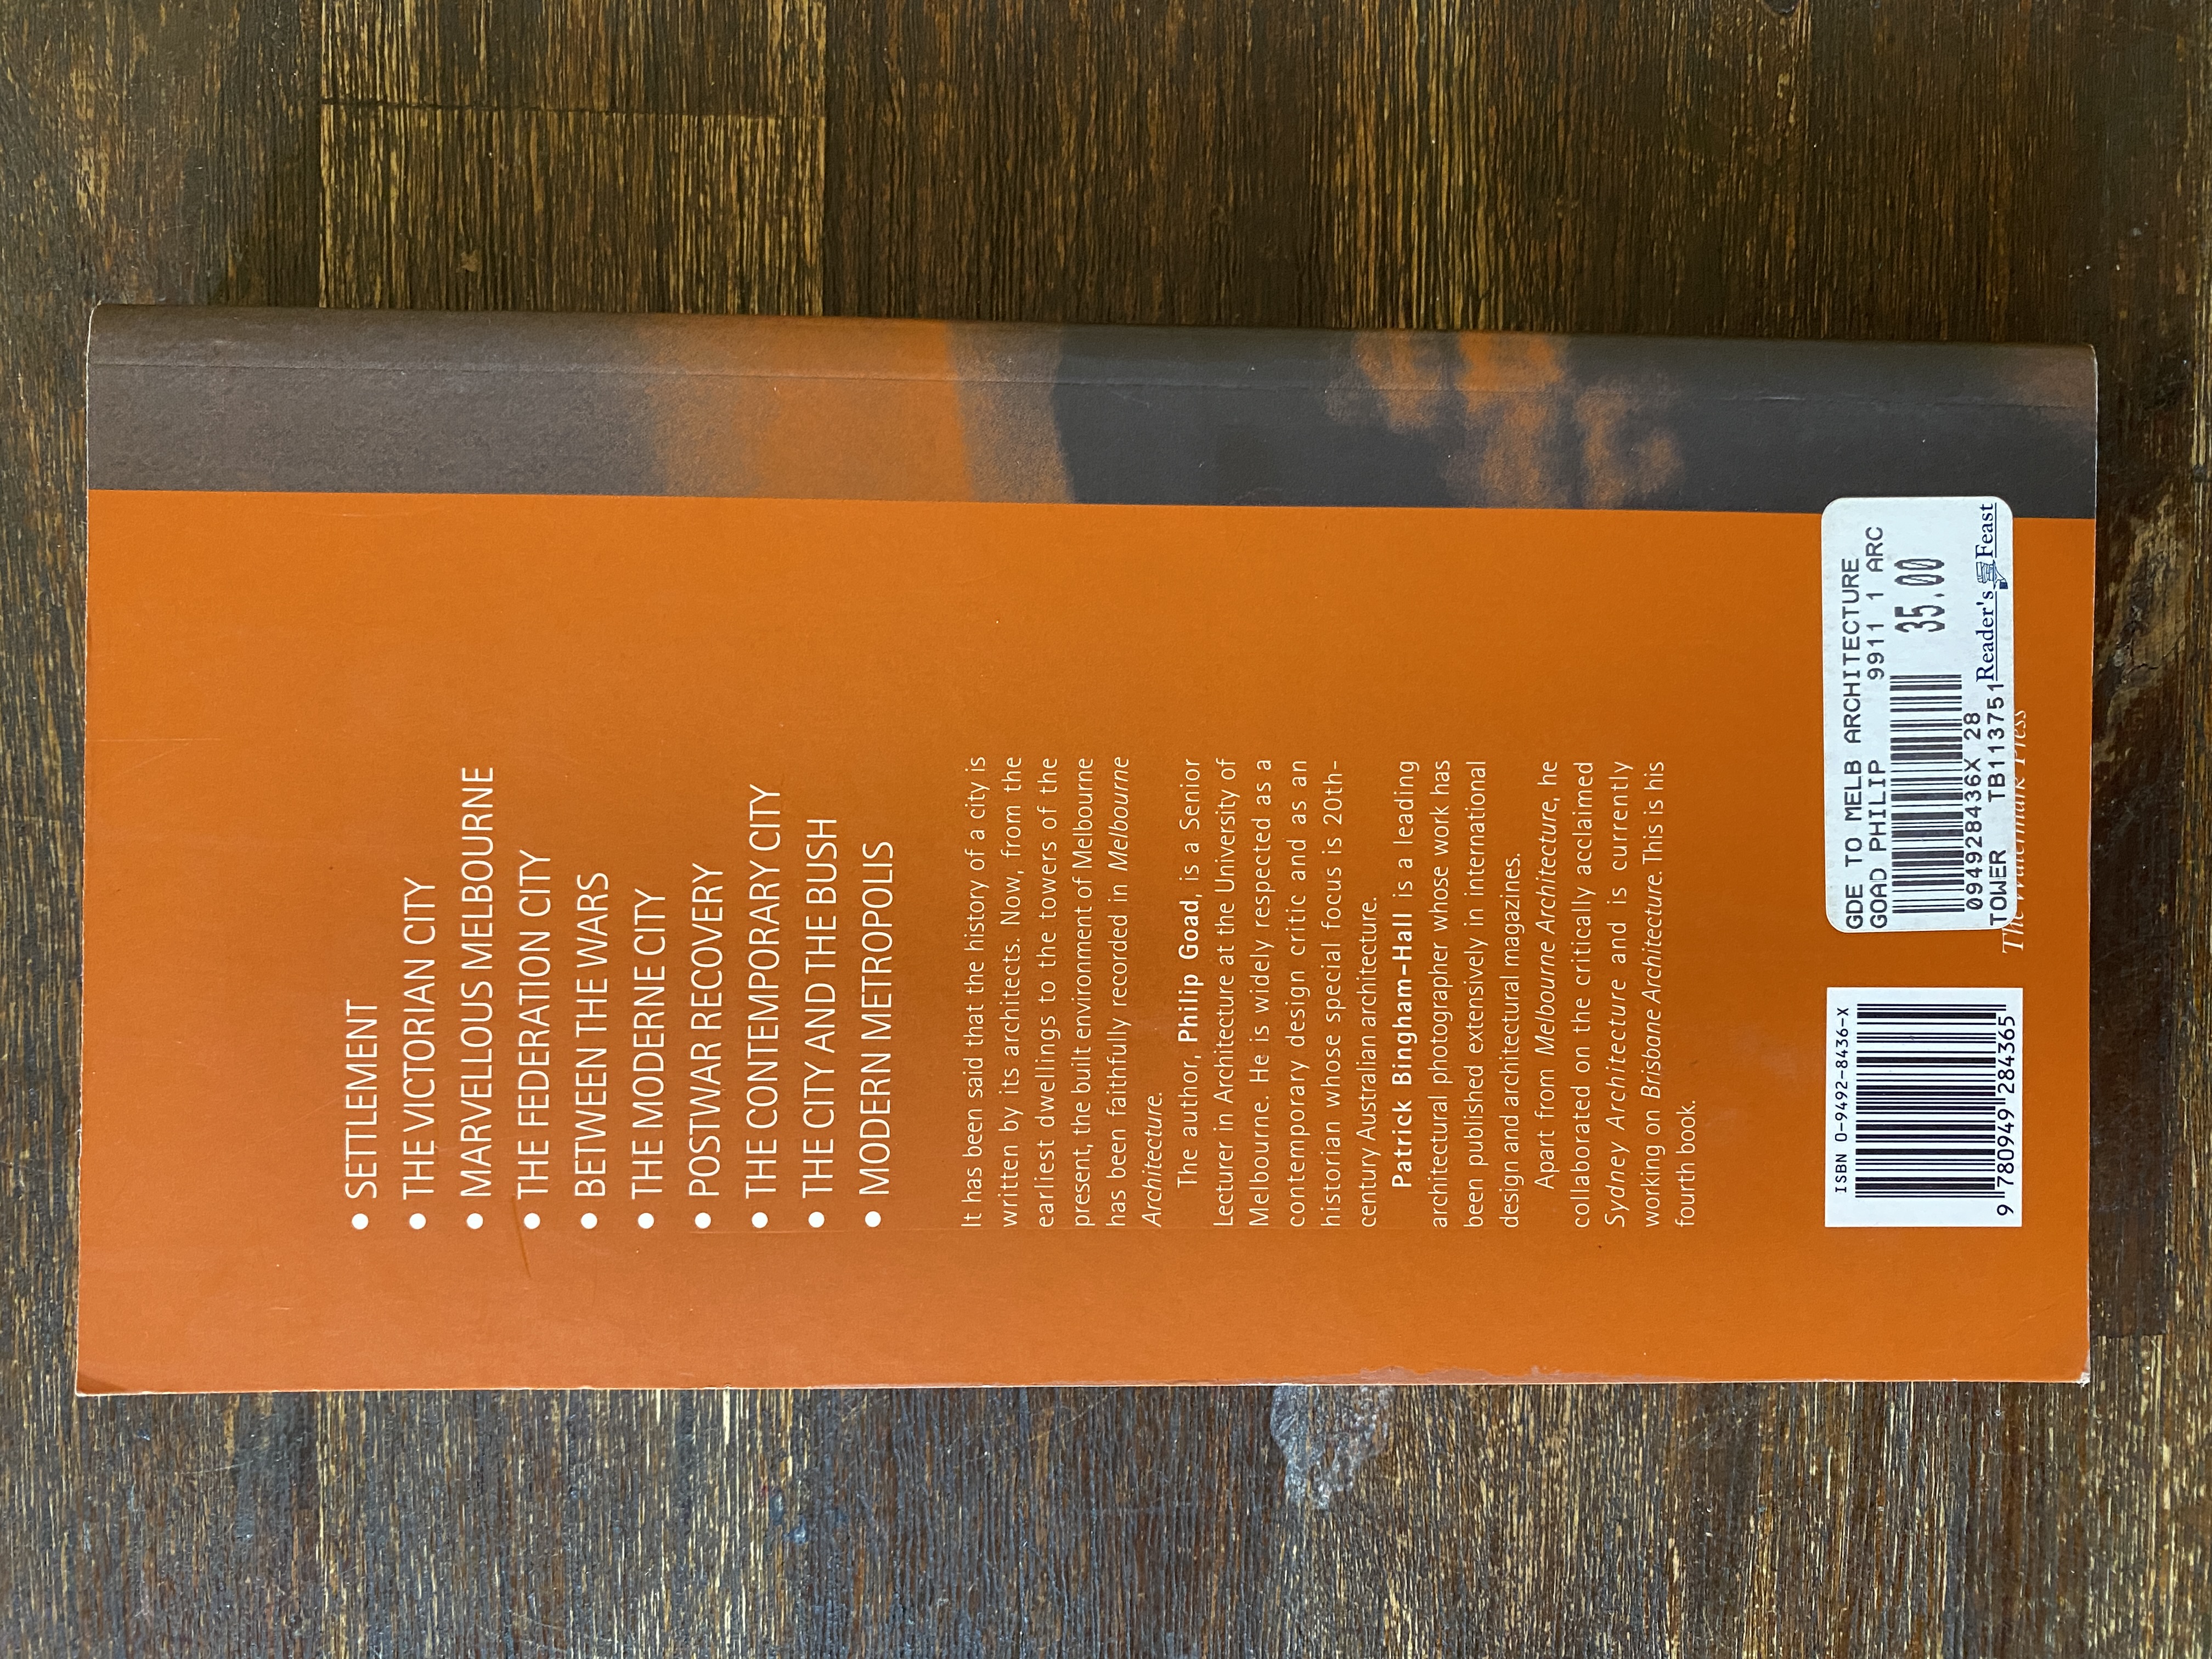 • SETTLEMENT
• THE VICTORIAN CITY
• MARVELLOUS MELBOURNE
• THE FEDERATION CITY
• BETWEEN THE WARS
• THE MODERNE CITY
• POSTWAR RECOVERY
• THE CONTEMPORARY CITY
• THE CITY AND THE BUSH
• MODERN METROPOLIS
It has been said that the history of a city is
written by its architects. Now, from the
earliest dwellings to the towers of the
present, the built environment of Melbourne
has been faithfully recorded in Melbourne
Architecture.
The author, Philip Goad, is a Senior
Lecturer in Architecture at the University of
Melbourne. He is widely respected as a
contemporary design critic and as an
historian whose special focus is 20th-
century Australian architecture.
Patrick Bingham-Hall is a leading
architectural photographer whose work has
been published extensively in international
design and architectural magazines.
Apart from Melbourne Architecture, he
collaborated on the critically acclaimed
Sydney Architecture and is currently
working on Brisbane Architecture. This is his
fourth book.
ISBN 0-9492-8436-X
9 780949 284365
GDE TO MELB ARCHITECTURE
GOAD PHILIP 9911 1 ARC
35.00
094928436X 28
TOWER TB113751
Reader's Feast
The Watermark Press